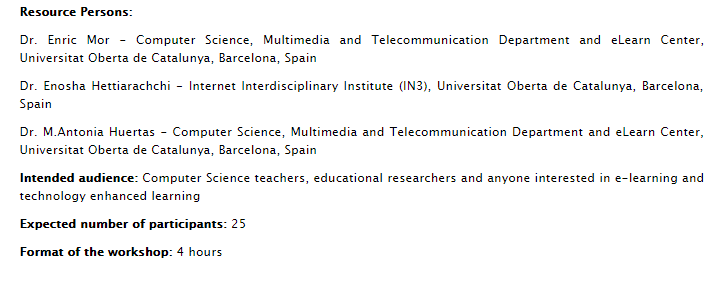 Resource Persons:
Dr. Enric Mor – Computer Science, Multimedia and Telecommunication Department and eLearn Center,
Universitat Oberta de Catalunya, Barcelona, Spain
Dr. Enosha Hettiarachchi – Internet Interdisciplinary Institute (IN3), Universitat Oberta de Catalunya, Barcelona,
Spain
Dr. M.Antonia Huertas – Computer Science, Multimedia and Telecommunication Department and eLearn Center,
Universitat Oberta de Catalunya, Barcelona, Spain
Intended audience: Computer Science teachers, educational researchers and anyone interested in e-learning and
technology enhanced learning
Expected number of participants: 25
Format of the workshop: 4 hours